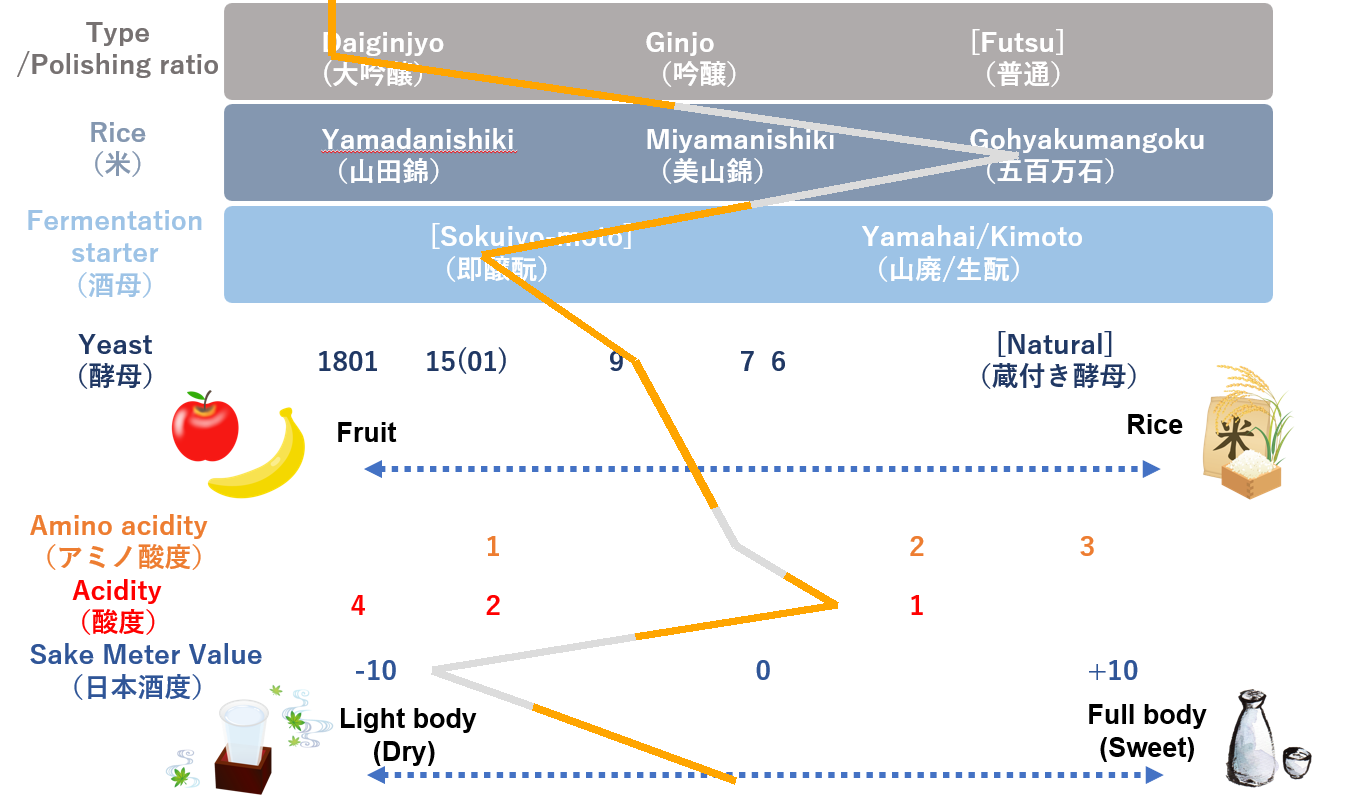 Type
/Polishing ratio
Daiginjyo
(大吟醸)
Ginjo
(吟醸)
[Futsu]
(普通)
Rice
(米)
Yamadanishiki
(山田錦)
Miyamanishiki
(美山錦)
Gohyakumangoku
(五百万石)
Fermentation
starter
(酒母)
[Sokujyo-moto]
(即醸酛)
Yamahai/Kimoto
(山廃/生酛)
Yeast
(酵母)
1801 15(01) 9 7 6
[Natural]
(蔵付き酵母)
Fruit
Rice
米
Amino acidity
(アミノ酸度)
1 2 3
Acidity
(酸度)
4 2 1
Sake Meter Value
(日本酒度)
-10 0 +10
Light body
(Dry)
Full body
(Sweet)